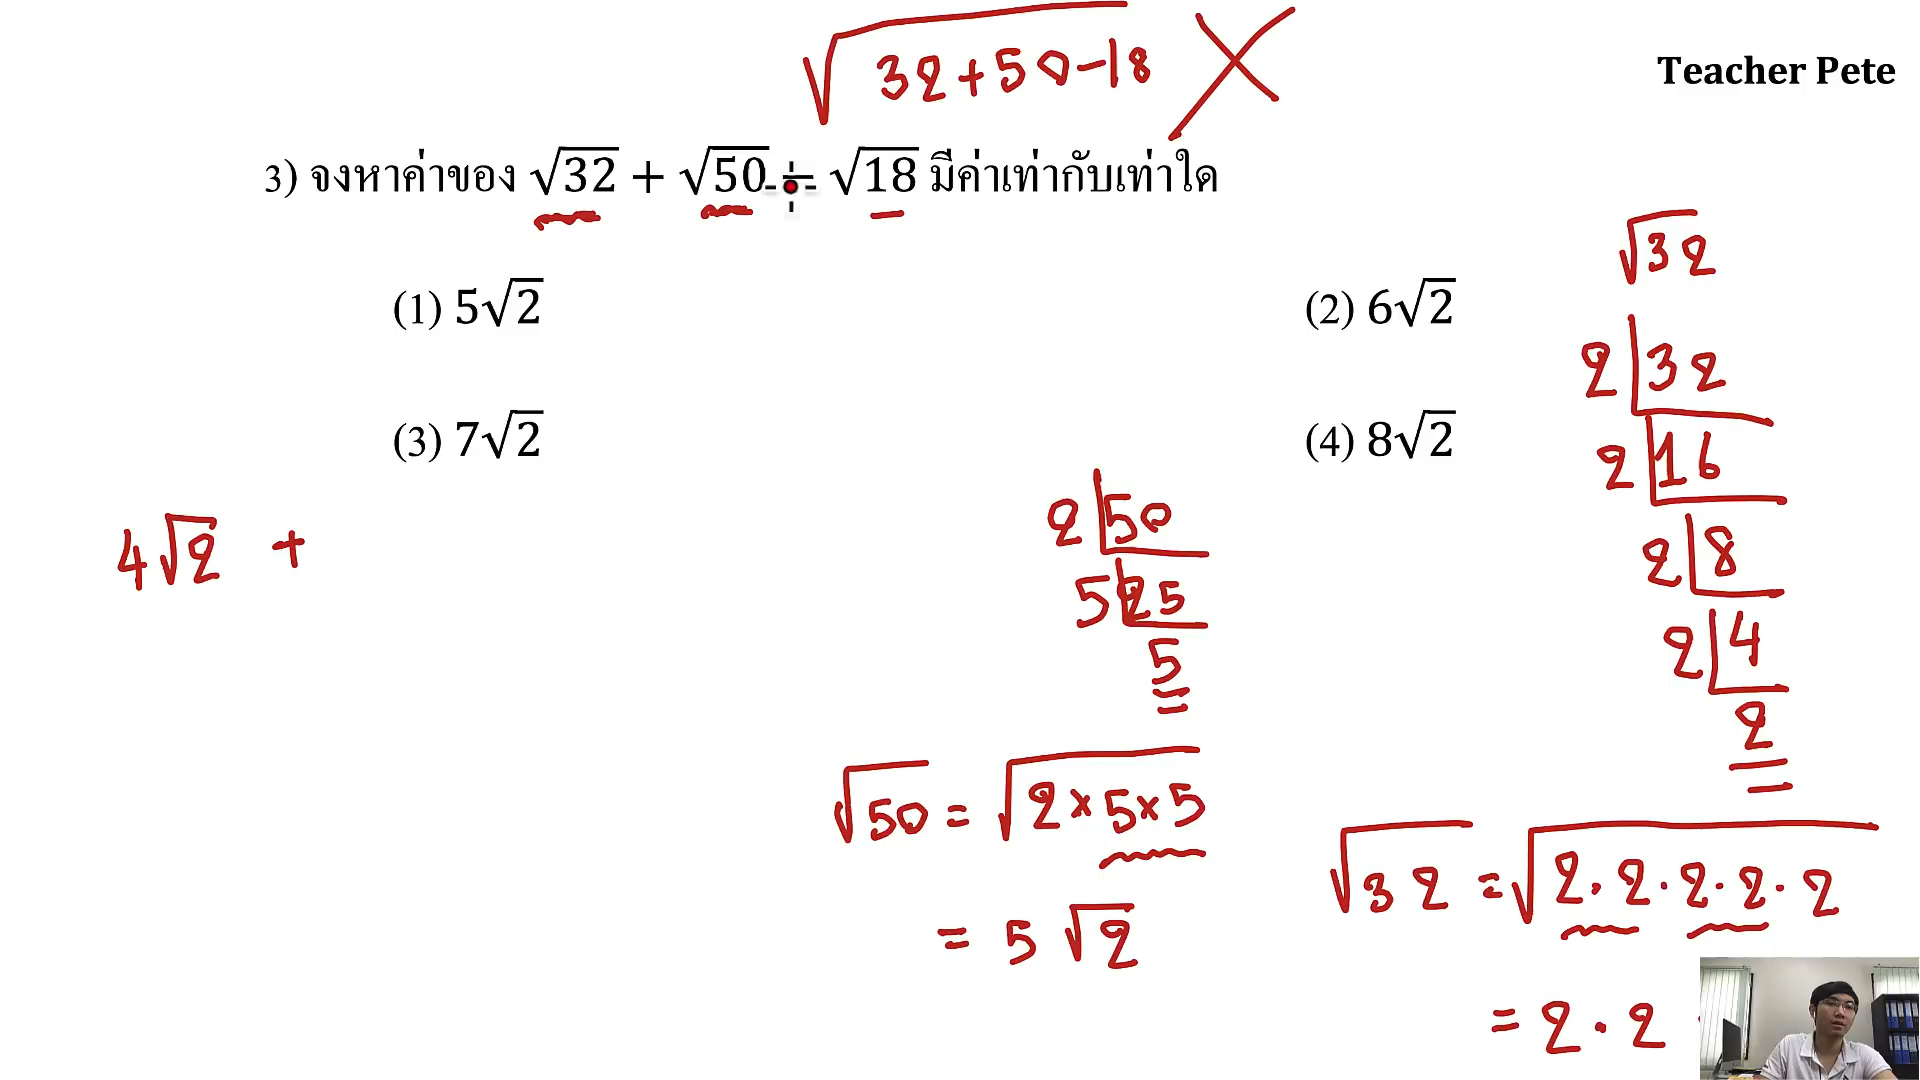 √32+50-18
Teacher Pete
3) จงหาค่าของ √32 + √50 − √18 มีค่าเท่ากับเท่าใด
√32
(1) 5√2
(2) 6√2
(3) 7√2
(4) 8√2
2 | 32
2 | 16
2 | 8
2 | 4
2
2 | 50
5 | 25
5
4√2 +
√50 = √2×5×5
= 5√2
√32 = √2.2.2.2.2
= 2.2